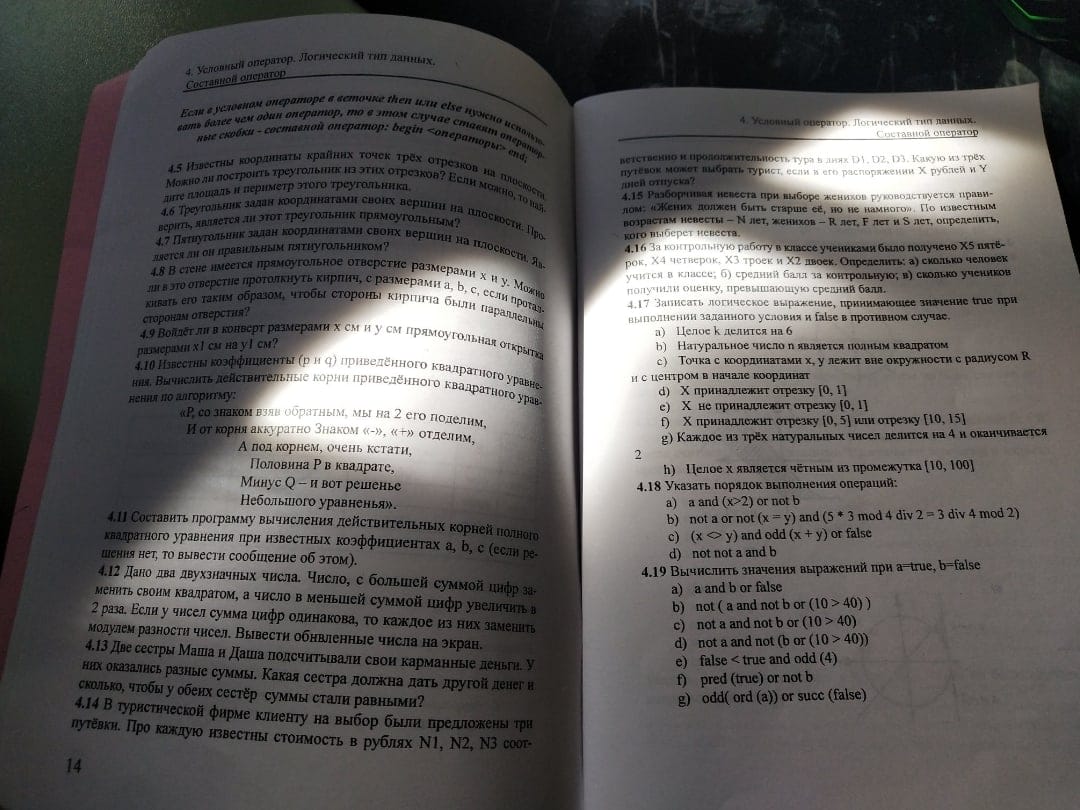 4. Условный оператор. Логический тип данных.
Составной оператор
Если в условном операторе в веточке then или else нужно использо-
вать более чем один оператор, то в этом случае ставят оператор-
ные скобки - составной оператор: begin <операторы> end;
4.5 Известны координаты крайних точек трёх отрезков на плоскости.
Можно ли построить треугольник из этих отрезков? Если можно, то най-
дите площадь и периметр этого треугольника.
4.6 Треугольник задан координатами своих вершин на плоскости. Про-
верить, является ли этот треугольник прямоугольным?
4.7 Пятиугольник задан координатами своих вершин на плоскости. Яв-
ляется ли он правильным пятиугольником?
4.8 В стене имеется прямоугольное отверстие размерами x и y. Можно
ли в это отверстие протолкнуть кирпич, с размерами a, b, c, если протал-
кивать его таким образом, чтобы стороны кирпича были параллельны
сторонам отверстия?
4.9 Войдёт ли в конверт размерами x см и y см прямоугольная открытка
размерами x1 см на y1 см?
4.10 Известны коэффициенты (p и q) приведённого квадратного уравне-
ния. Вычислить действительные корни приведённого квадратного урав-
нения по алгоритму:
«P, со знаком взяв обратным, мы на 2 его поделим,
И от корня аккуратно Знаком «-», «+» отделим,
А под корнем, очень кстати,
Половина P в квадрате,
Минус Q – и вот решенье
Небольшого уравненья».
4.11 Составить программу вычисления действительных корней полного
квадратного уравнения при известных коэффициентах a, b, c (если ре-
шения нет, то вывести сообщение об этом).
4.12 Дано два двухзначных числа. Число, с большей суммой цифр за-
менить своим квадратом, а число в меньшей суммой цифр увеличить в
2 раза. Если у чисел сумма цифр одинакова, то каждое из них заменить
модулем разности чисел. Вывести обнвленные числа на экран.
4.13 Две сестры Маша и Даша подсчитывали свои карманные деньги. У
них оказались разные суммы. Какая сестра должна дать другой денег и
сколько, чтобы у обеих сестёр суммы стали равными?
4.14 В туристической фирме клиенту на выбор были предложены три
путёвки. Про каждую известны стоимость в рублях N1, N2, N3 соот-
14
4. Условный оператор. Логический тип данных.
Составной оператор
ветственно и продолжительность тура в днях D1, D2, D3. Какую из трёх
путёвок может выбрать турист, если в его распоряжении X рублей и Y
дней отпуска?
4.15 Разборчивая невеста при выборе женихов руководствуется прави-
лом: «Жених должен быть старше её, но не намного». По известным
возрастам невесты – N лет, женихов – R лет, F лет и S лет, определить,
кого выберет невеста.
4.16 За контрольную работу в классе учениками было получено X5 пятё-
рок, X4 четверок, X3 троек и X2 двоек. Определить: а) сколько человек
учится в классе; б) средний балл за контрольную; в) сколько учеников
получили оценку, превышающую средний балл.
4.17 Записать логическое выражение, принимающее значение true при
выполнении заданного условия и false в противном случае.
a) Целое k делится на 6
b) Натуральное число n является полным квадратом
c) Точка с координатами x, y лежит вне окружности с радиусом R
и с центром в начале координат
d) X принадлежит отрезку [0, 1]
e) X не принадлежит отрезку [0, 1]
f) X принадлежит отрезку [0, 5] или отрезку [10, 15]
g) Каждое из трёх натуральных чисел делится на 4 и оканчивается
2
h) Целое x является чётным из промежутка [10, 100]
4.18 Указать порядок выполнения операций:
a) a and (x>2) or not b
b) not a or not (x = y) and (5 * 3 mod 4 div 2 = 3 div 4 mod 2)
c) (x <> y) and odd (x + y) or false
d) not not a and b
4.19 Вычислить значения выражений при a=true, b=false
a) a and b or false
b) not ( a and not b or (10 > 40) )
c) not a and not b or (10 > 40)
d) not a and not (b or (10 > 40))
e) false < true and odd (4)
f) pred (true) or not b
g) odd( ord (a)) or succ (false)